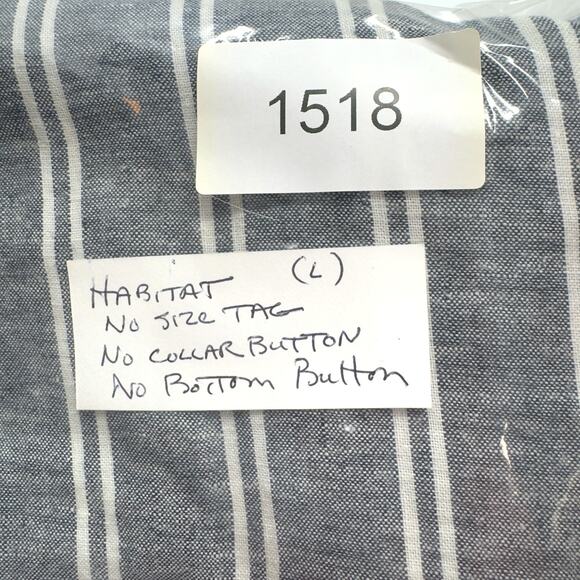 1518
HABITAT (L)
NO SIZE TAG
NO COLLAR BUTTON
NO BOTTOM BUTTON